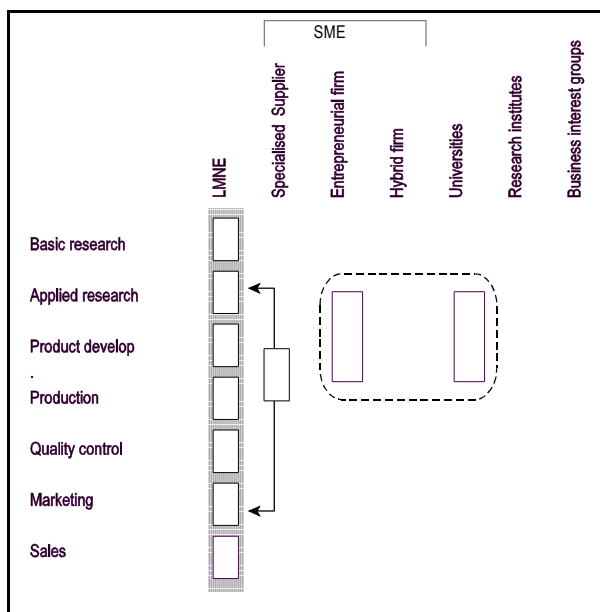 SME
LMNE
Specialised Supplier
Entrepreneurial firm
Hybrid firm
Universities
Research institutes
Business interest groups
Basic research
Applied research
Product develop
.
Production
Quality control
Marketing
Sales